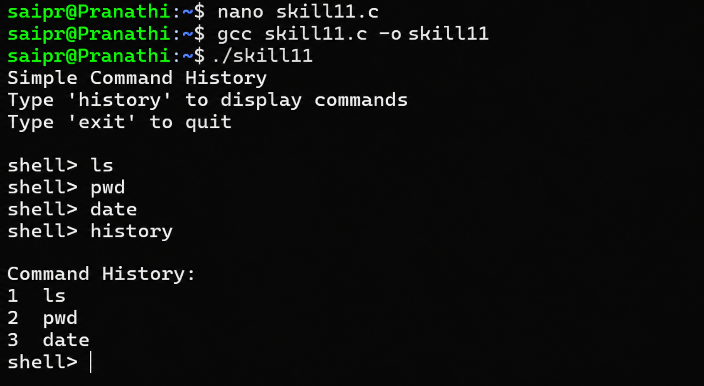 saipr@Pranathi:~$ nano skill11.c
saipr@Pranathi:~$ gcc skill11.c -o skill11
saipr@Pranathi:~$ ./skill11
Simple Command History
Type 'history' to display commands
Type 'exit' to quit
shell> ls
shell> pwd
shell> date
shell> history
Command History:
1  ls
2  pwd
3  date
shell>